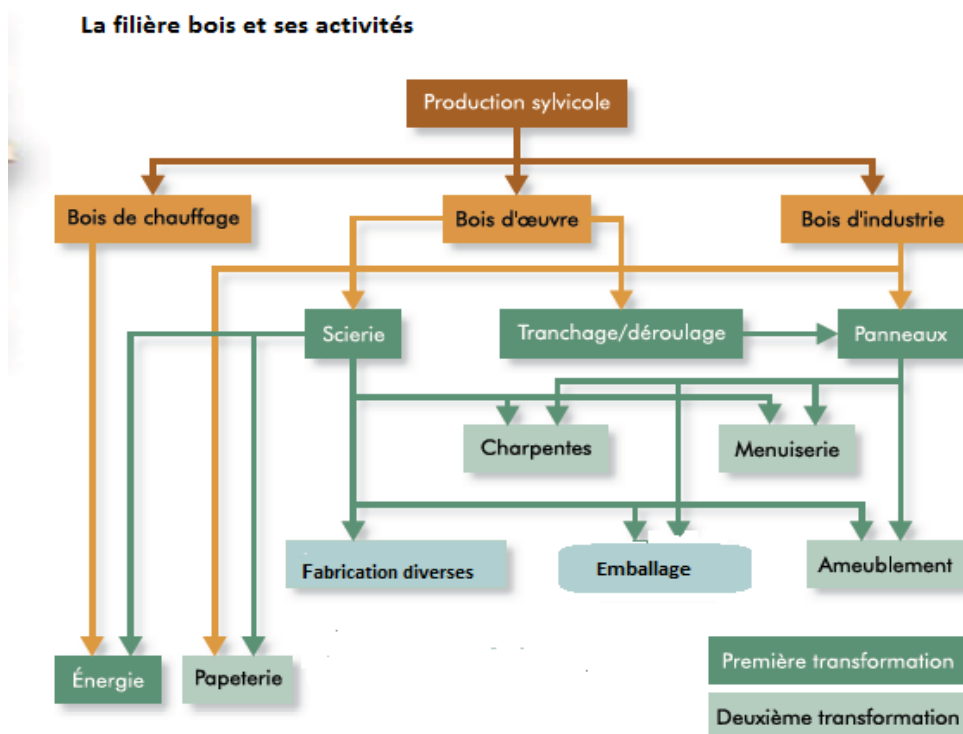 La filière bois et ses activités
Production sylvicole
Bois de chauffage
Bois d'œuvre
Bois d'industrie
Scierie
Tranchage/déroulage
Panneaux
Charpentes
Menuiserie
Fabrication diverses
Emballage
Ameublement
Énergie
Papeterie
Première transformation
Deuxième transformation